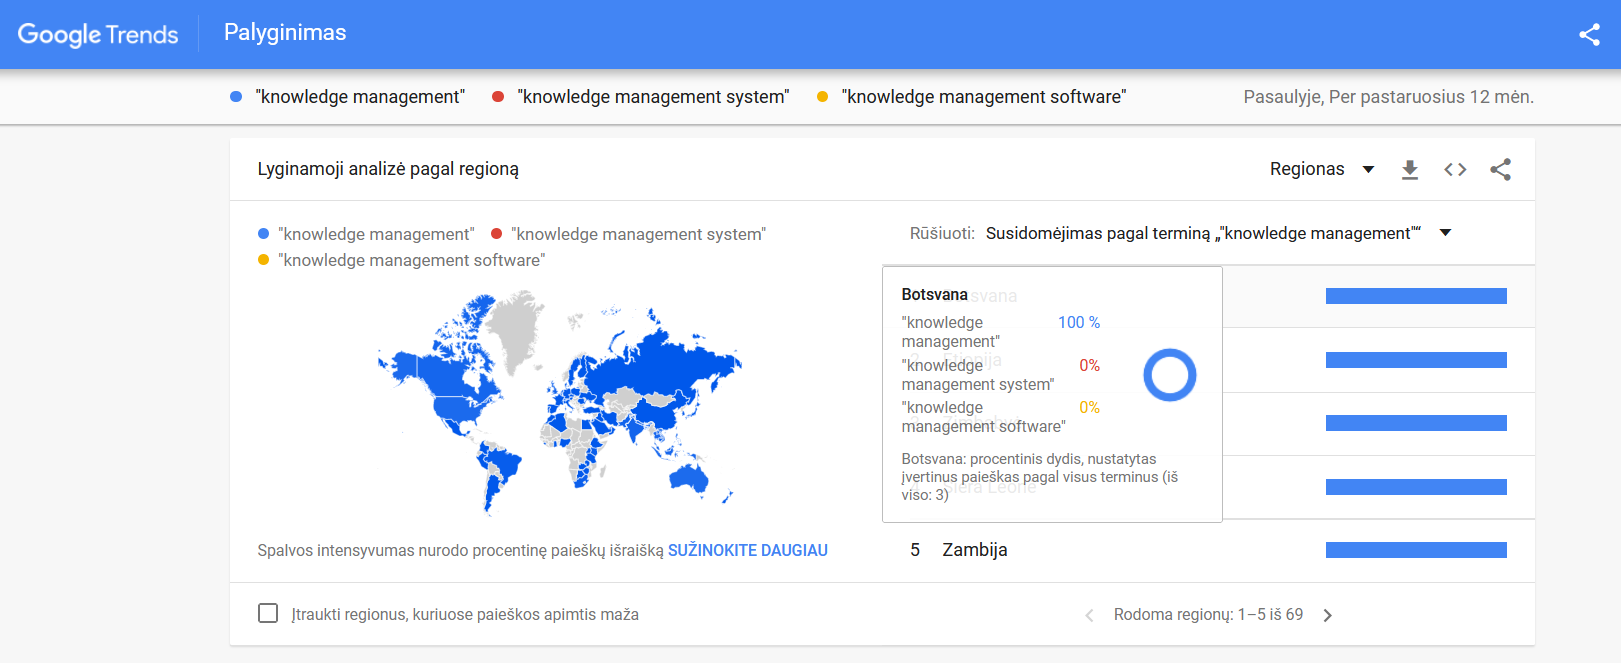 Google Trends
Palyginimas
"knowledge management"
"knowledge management system"
"knowledge management software"
Pasaulyje, Per pastaruosius 12 mėn.
Lyginamoji analizė pagal regioną
Regionas
"knowledge management"
"knowledge management system"
"knowledge management software"
Rūšiuoti: Susidomėjimas pagal terminą „"knowledge management"“
Botsvana
"knowledge
management"
100 %
"knowledge
management system"
0%
"knowledge
management software"
0%
Botsvana: procentinis dydis, nustatytas
įvertinus paieškas pagal visus terminus (iš
viso: 3)
2 Etiopija
Siera Leonė
5 Zambija
Spalvos intensyvumas nurodo procentinę paieškų išraišką SUŽINOKITE DAUGIAU
Įtraukti regionus, kuriuose paieškos apimtis maža
Rodoma regionų: 1–5 iš 69